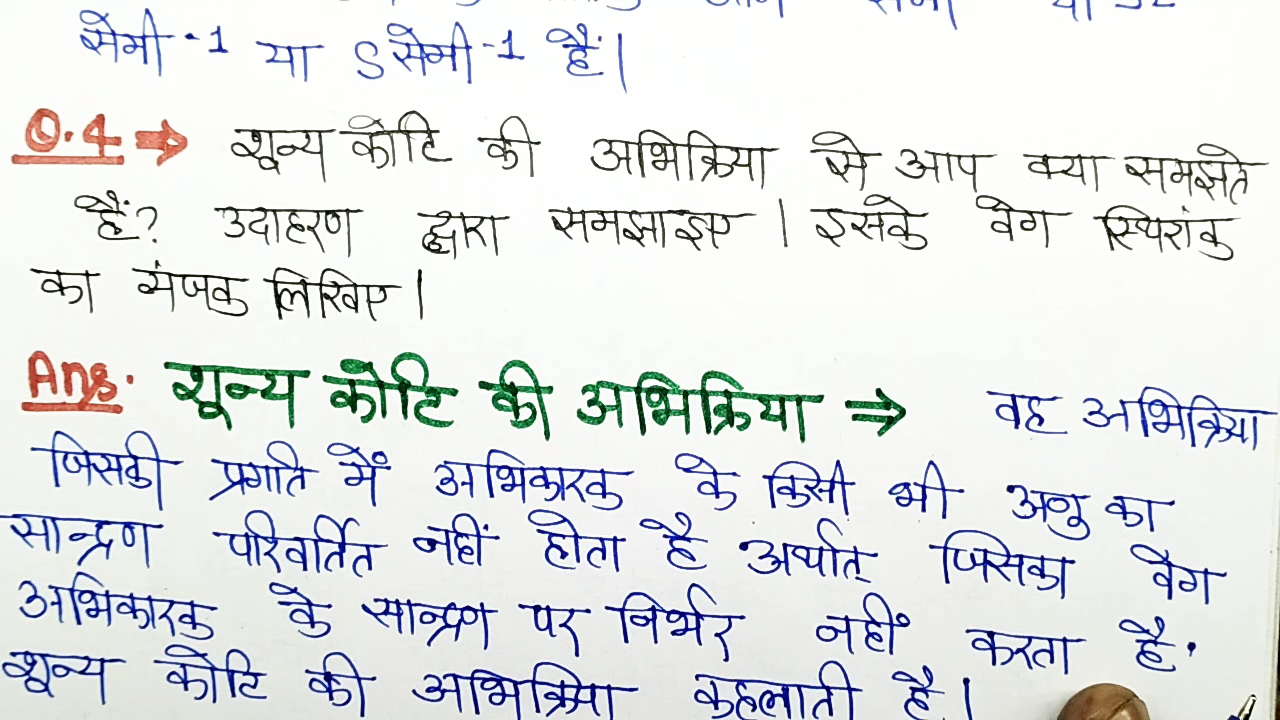 सेमी⁻¹ या S सेमी⁻¹ हैं।
Q.4 ⇒ शून्य कोटि की अभिक्रिया से आप क्या समझते
हैं? उदाहरण द्वारा समझाइए । इसके वेग स्थिरांक
का मंजक लिखिए।
Ans. शून्य कोटि की अभिक्रिया ⇒ वह अभिक्रिया
जिसकी प्रगति में अभिकारक के किसी भी अणु का
सान्द्रण परिवर्तित नहीं होता है अर्थात् जिसका वेग
अभिकारक के सान्द्रण पर निर्भर नहीं करता है.
शून्य कोटि की अभिक्रिया कहलाती है।